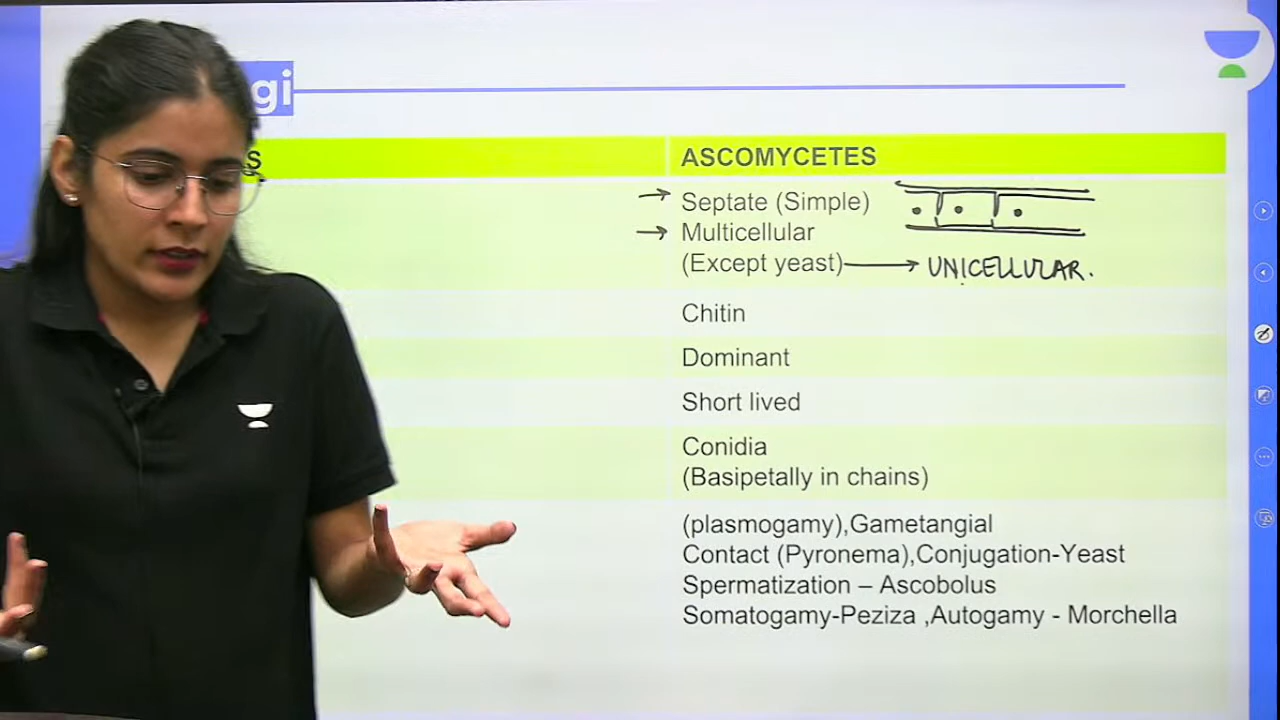 gi
S
ASCOMYCETES
Septate (Simple)
Multicellular
(Except yeast) UNICELLULAR.
Chitin
Dominant
Short lived
Conidia
(Basipetally in chains)
(plasmogamy),Gametangial
Contact (Pyronema),Conjugation-Yeast
Spermatization – Ascobolus
Somatogamy-Peziza ,Autogamy - Morchella